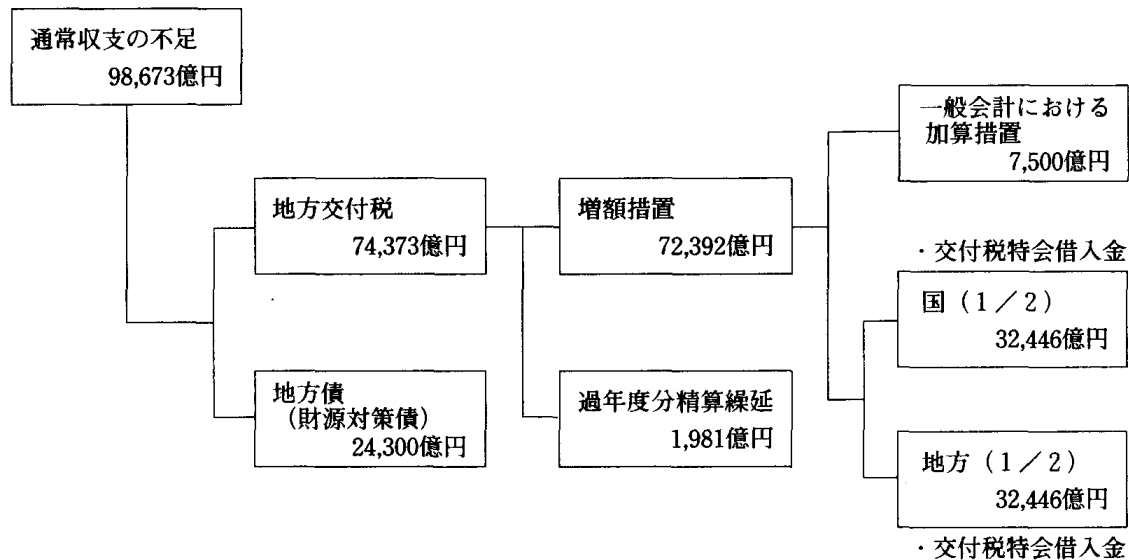 通常収支の不足
98,673億円
地方交付税
74,373億円
地方債
(財源対策債)
24,300億円
増額措置
72,392億円
過年度分精算繰延
1,981億円
一般会計における
加算措置
7,500億円
・交付税特会借入金
国(1/2)
32,446億円
地方(1/2)
32,446億円
・交付税特会借入金